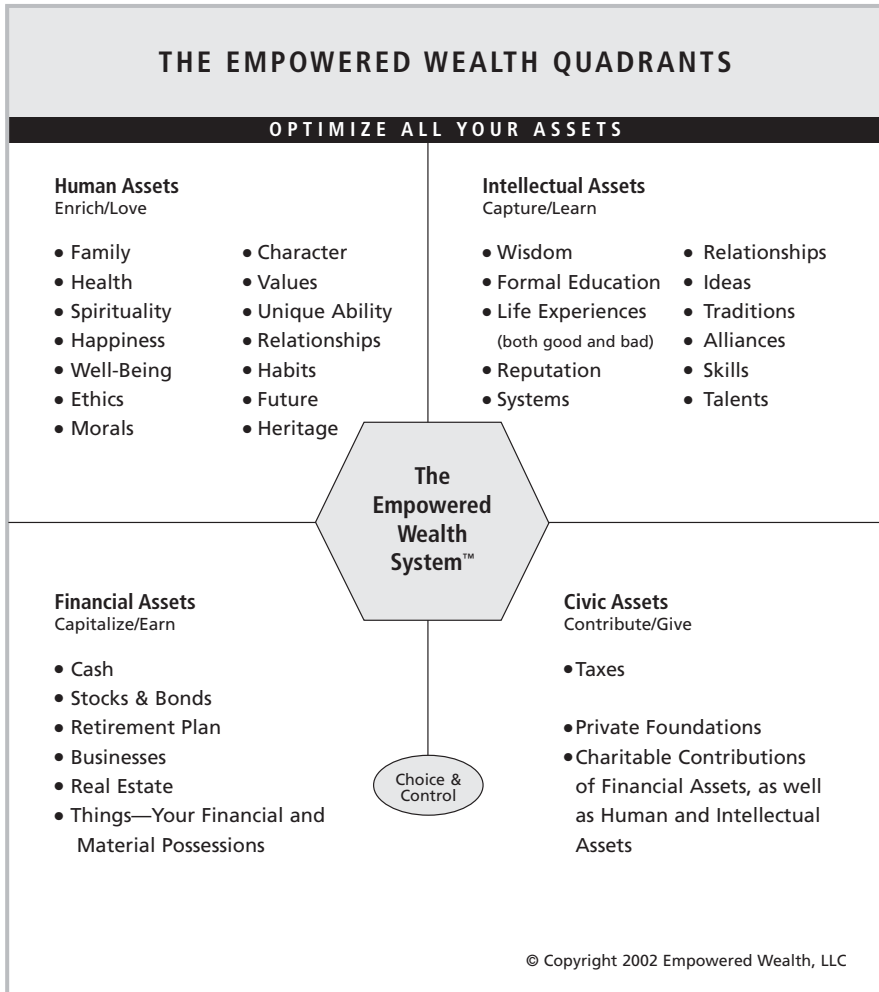 THE EMPOWERED WEALTH QUADRANTS
OPTIMIZE ALL YOUR ASSETS
Human Assets
Enrich/Love
• Family
• Health
• Spirituality
• Happiness
• Well-Being
• Ethics
• Morals
• Character
• Values
• Unique Ability
• Relationships
• Habits
• Future
• Heritage
Intellectual Assets
Capture/Learn
• Wisdom
• Formal Education
• Life Experiences
(both good and bad)
• Reputation
• Systems
• Relationships
• Ideas
• Traditions
• Alliances
• Skills
• Talents
The
Empowered
Wealth
System™
Financial Assets
Capitalize/Earn
• Cash
• Stocks & Bonds
• Retirement Plan
• Businesses
• Real Estate
• Things—Your Financial and
Material Possessions
Choice &
Control
Civic Assets
Contribute/Give
•Taxes
•Private Foundations
•Charitable Contributions
of Financial Assets, as well
as Human and Intellectual
Assets
© Copyright 2002 Empowered Wealth, LLC